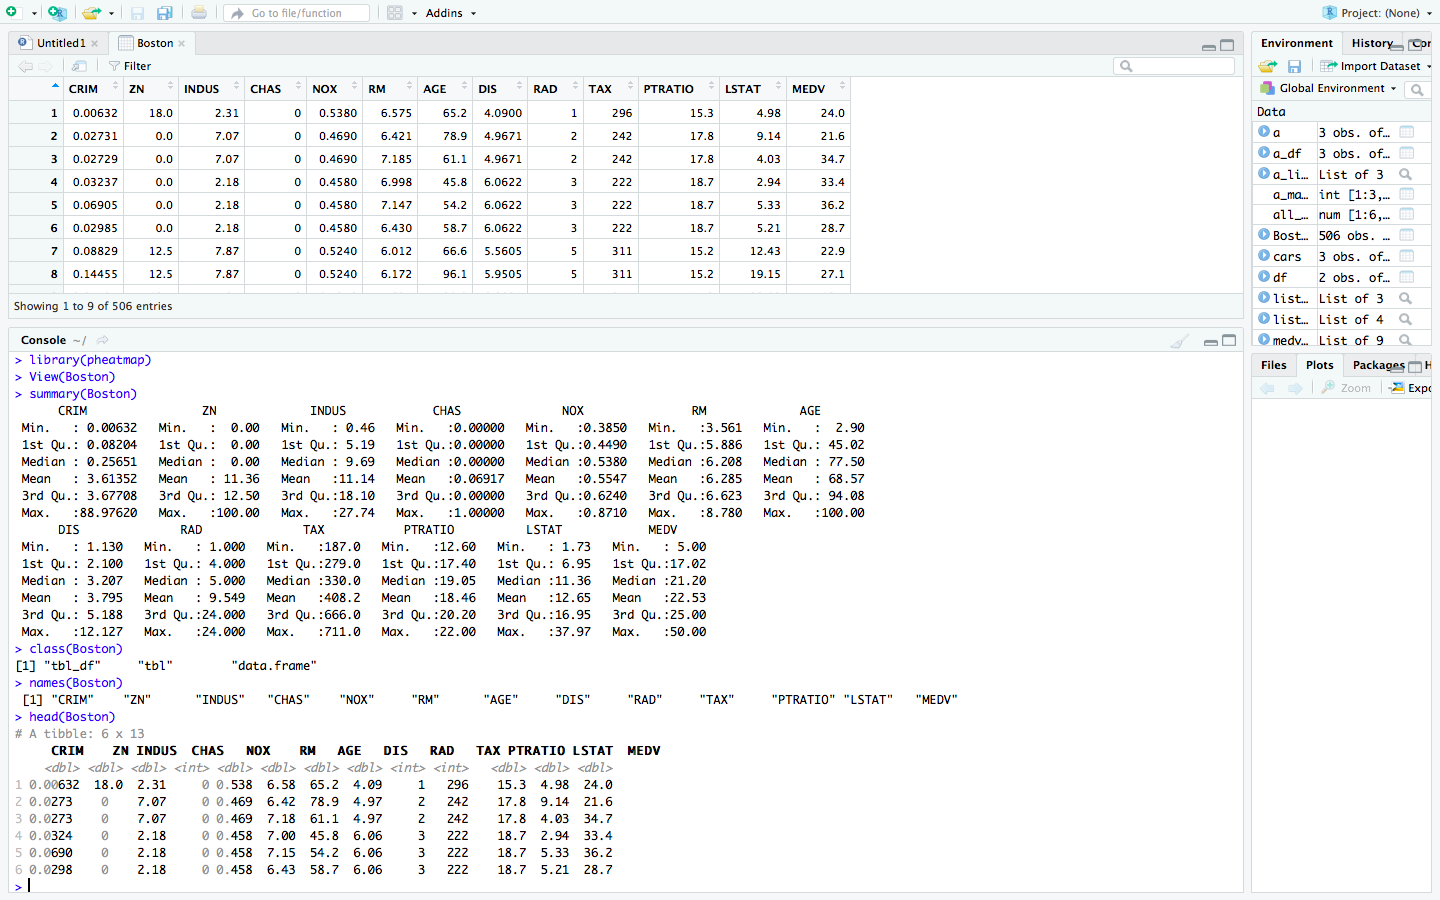 Go to file/function Addins Project: (None)
Untitled1 Boston
Filter
CRIM ZN INDUS CHAS NOX RM AGE DIS RAD TAX PTRATIO LSTAT MEDV
1 0.00632 18.0 2.31 0 0.5380 6.575 65.2 4.0900 1 296 15.3 4.98 24.0
2 0.02731 0.0 7.07 0 0.4690 6.421 78.9 4.9671 2 242 17.8 9.14 21.6
3 0.02729 0.0 7.07 0 0.4690 7.185 61.1 4.9671 2 242 17.8 4.03 34.7
4 0.03237 0.0 2.18 0 0.4580 6.998 45.8 6.0622 3 222 18.7 2.94 33.4
5 0.06905 0.0 2.18 0 0.4580 7.147 54.2 6.0622 3 222 18.7 5.33 36.2
6 0.02985 0.0 2.18 0 0.4580 6.430 58.7 6.0622 3 222 18.7 5.21 28.7
7 0.08829 12.5 7.87 0 0.5240 6.012 66.6 5.5605 5 311 15.2 12.43 22.9
8 0.14455 12.5 7.87 0 0.5240 6.172 96.1 5.9505 5 311 15.2 19.15 27.1
Showing 1 to 9 of 506 entries
Console ~/
> library(pheatmap)
> View(Boston)
> summary(Boston)
CRIM ZN INDUS CHAS NOX RM AGE
Min. : 0.00632 Min. : 0.00 Min. : 0.46 Min. :0.00000 Min. :0.3850 Min. :3.561 Min. : 2.90
1st Qu.: 0.08204 1st Qu.: 0.00 1st Qu.: 5.19 1st Qu.:0.00000 1st Qu.:0.4490 1st Qu.:5.886 1st Qu.: 45.02
Median : 0.25651 Median : 0.00 Median : 9.69 Median :0.00000 Median :0.5380 Median :6.208 Median : 77.50
Mean : 3.61352 Mean : 11.36 Mean :11.14 Mean :0.06917 Mean :0.5547 Mean :6.285 Mean : 68.57
3rd Qu.: 3.67708 3rd Qu.: 12.50 3rd Qu.:18.10 3rd Qu.:0.00000 3rd Qu.:0.6240 3rd Qu.:6.623 3rd Qu.: 94.08
Max. :88.97620 Max. :100.00 Max. :27.74 Max. :1.00000 Max. :0.8710 Max. :8.780 Max. :100.00
DIS RAD TAX PTRATIO LSTAT MEDV
Min. : 1.130 Min. : 1.000 Min. :187.0 Min. :12.60 Min. : 1.73 Min. : 5.00
1st Qu.: 2.100 1st Qu.: 4.000 1st Qu.:279.0 1st Qu.:17.40 1st Qu.: 6.95 1st Qu.:17.02
Median : 3.207 Median : 5.000 Median :330.0 Median :19.05 Median :11.36 Median :21.20
Mean : 3.795 Mean : 9.549 Mean :408.2 Mean :18.46 Mean :12.65 Mean :22.53
3rd Qu.: 5.188 3rd Qu.:24.000 3rd Qu.:666.0 3rd Qu.:20.20 3rd Qu.:16.95 3rd Qu.:25.00
Max. :12.127 Max. :24.000 Max. :711.0 Max. :22.00 Max. :37.97 Max. :50.00
> class(Boston)
[1] "tbl_df" "tbl" "data.frame"
> names(Boston)
[1] "CRIM" "ZN" "INDUS" "CHAS" "NOX" "RM" "AGE" "DIS" "RAD" "TAX" "PTRATIO" "LSTAT" "MEDV"
> head(Boston)
# A tibble: 6 x 13
CRIM ZN INDUS CHAS NOX RM AGE DIS RAD TAX PTRATIO LSTAT MEDV
<dbl> <dbl> <dbl> <int> <dbl> <dbl> <dbl> <dbl> <int> <int> <dbl> <dbl> <dbl>
1 0.00632 18.0 2.31 0 0.538 6.58 65.2 4.09 1 296 15.3 4.98 24.0
2 0.0273 0 7.07 0 0.469 6.42 78.9 4.97 2 242 17.8 9.14 21.6
3 0.0273 0 7.07 0 0.469 7.18 61.1 4.97 2 242 17.8 4.03 34.7
4 0.0324 0 2.18 0 0.458 7.00 45.8 6.06 3 222 18.7 2.94 33.4
5 0.0690 0 2.18 0 0.458 7.15 54.2 6.06 3 222 18.7 5.33 36.2
6 0.0298 0 2.18 0 0.458 6.43 58.7 6.06 3 222 18.7 5.21 28.7
>
Environment History Con
Import Dataset
Global Environment
Data
a 3 obs. of…
a_df 3 obs. of…
a_li… List of 3
a_ma… int [1:3,…
all_… num [1:6,…
Bost… 506 obs. …
cars 3 obs. of…
df 2 obs. of…
list… List of 3
list… List of 4
medv… List of 9
Files Plots Packages H
Zoom Expo